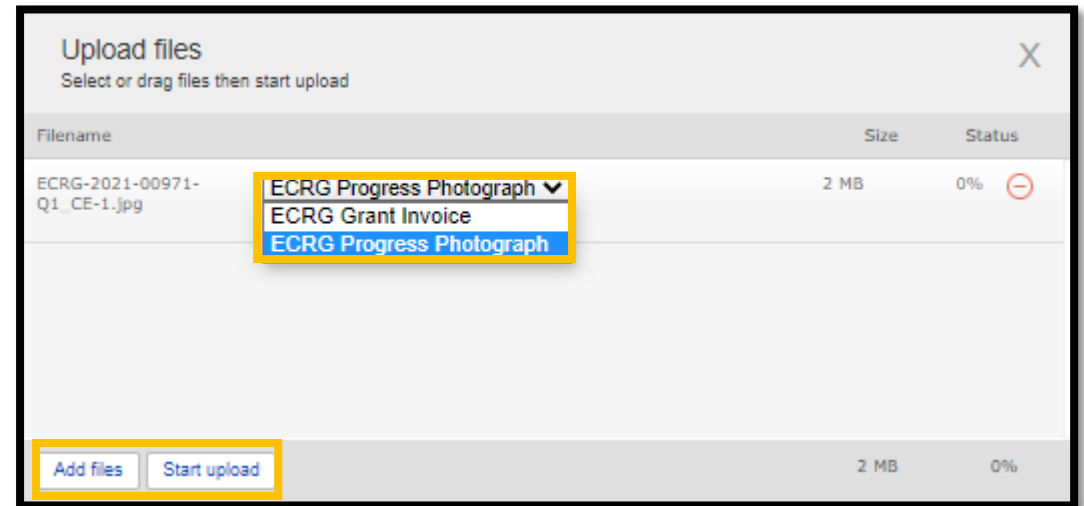 Upload files
X
Select or drag files then start upload
Filename Size Status
ECRG-2021-00971-
Q1_CE-1.jpg
ECRG Progress Photograph
2 MB 0%
ECRG Grant Invoice
ECRG Progress Photograph
Add files Start upload 2 MB 0%